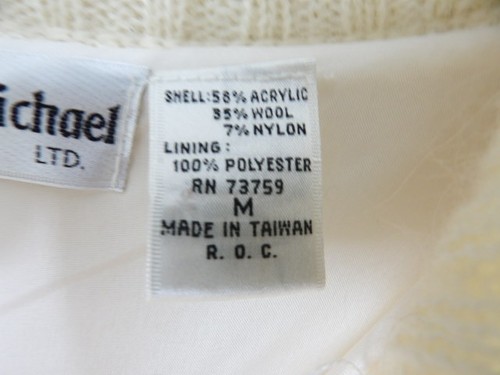 ichael
LTD.
SHELL: 58% ACRYLIC
35% WOOL
7% NYLON
LINING:
100% POLYESTER
RN 73759
M
MADE IN TAIWAN
R. O. C.